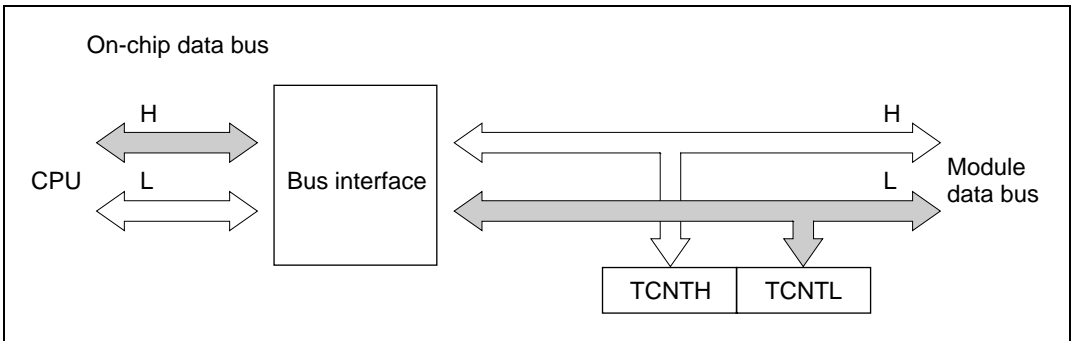 On-chip data bus
H
H
CPU
L
Bus interface
L
Module
data bus
TCNTH
TCNTL